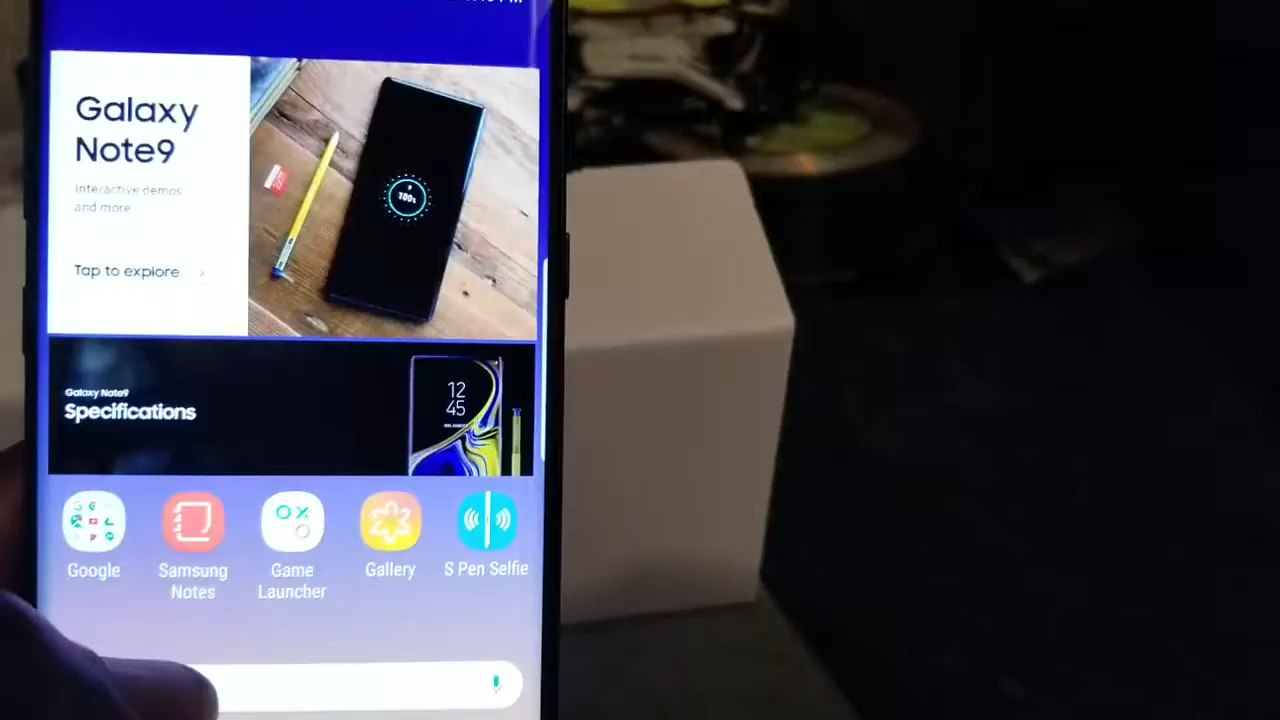 Galaxy
Note9
Interactive demos
and more
Tap to explore
100%
Galaxy Note9
Specifications
12
45
Google
Samsung
Notes
Game
Launcher
Gallery
S Pen Selfie